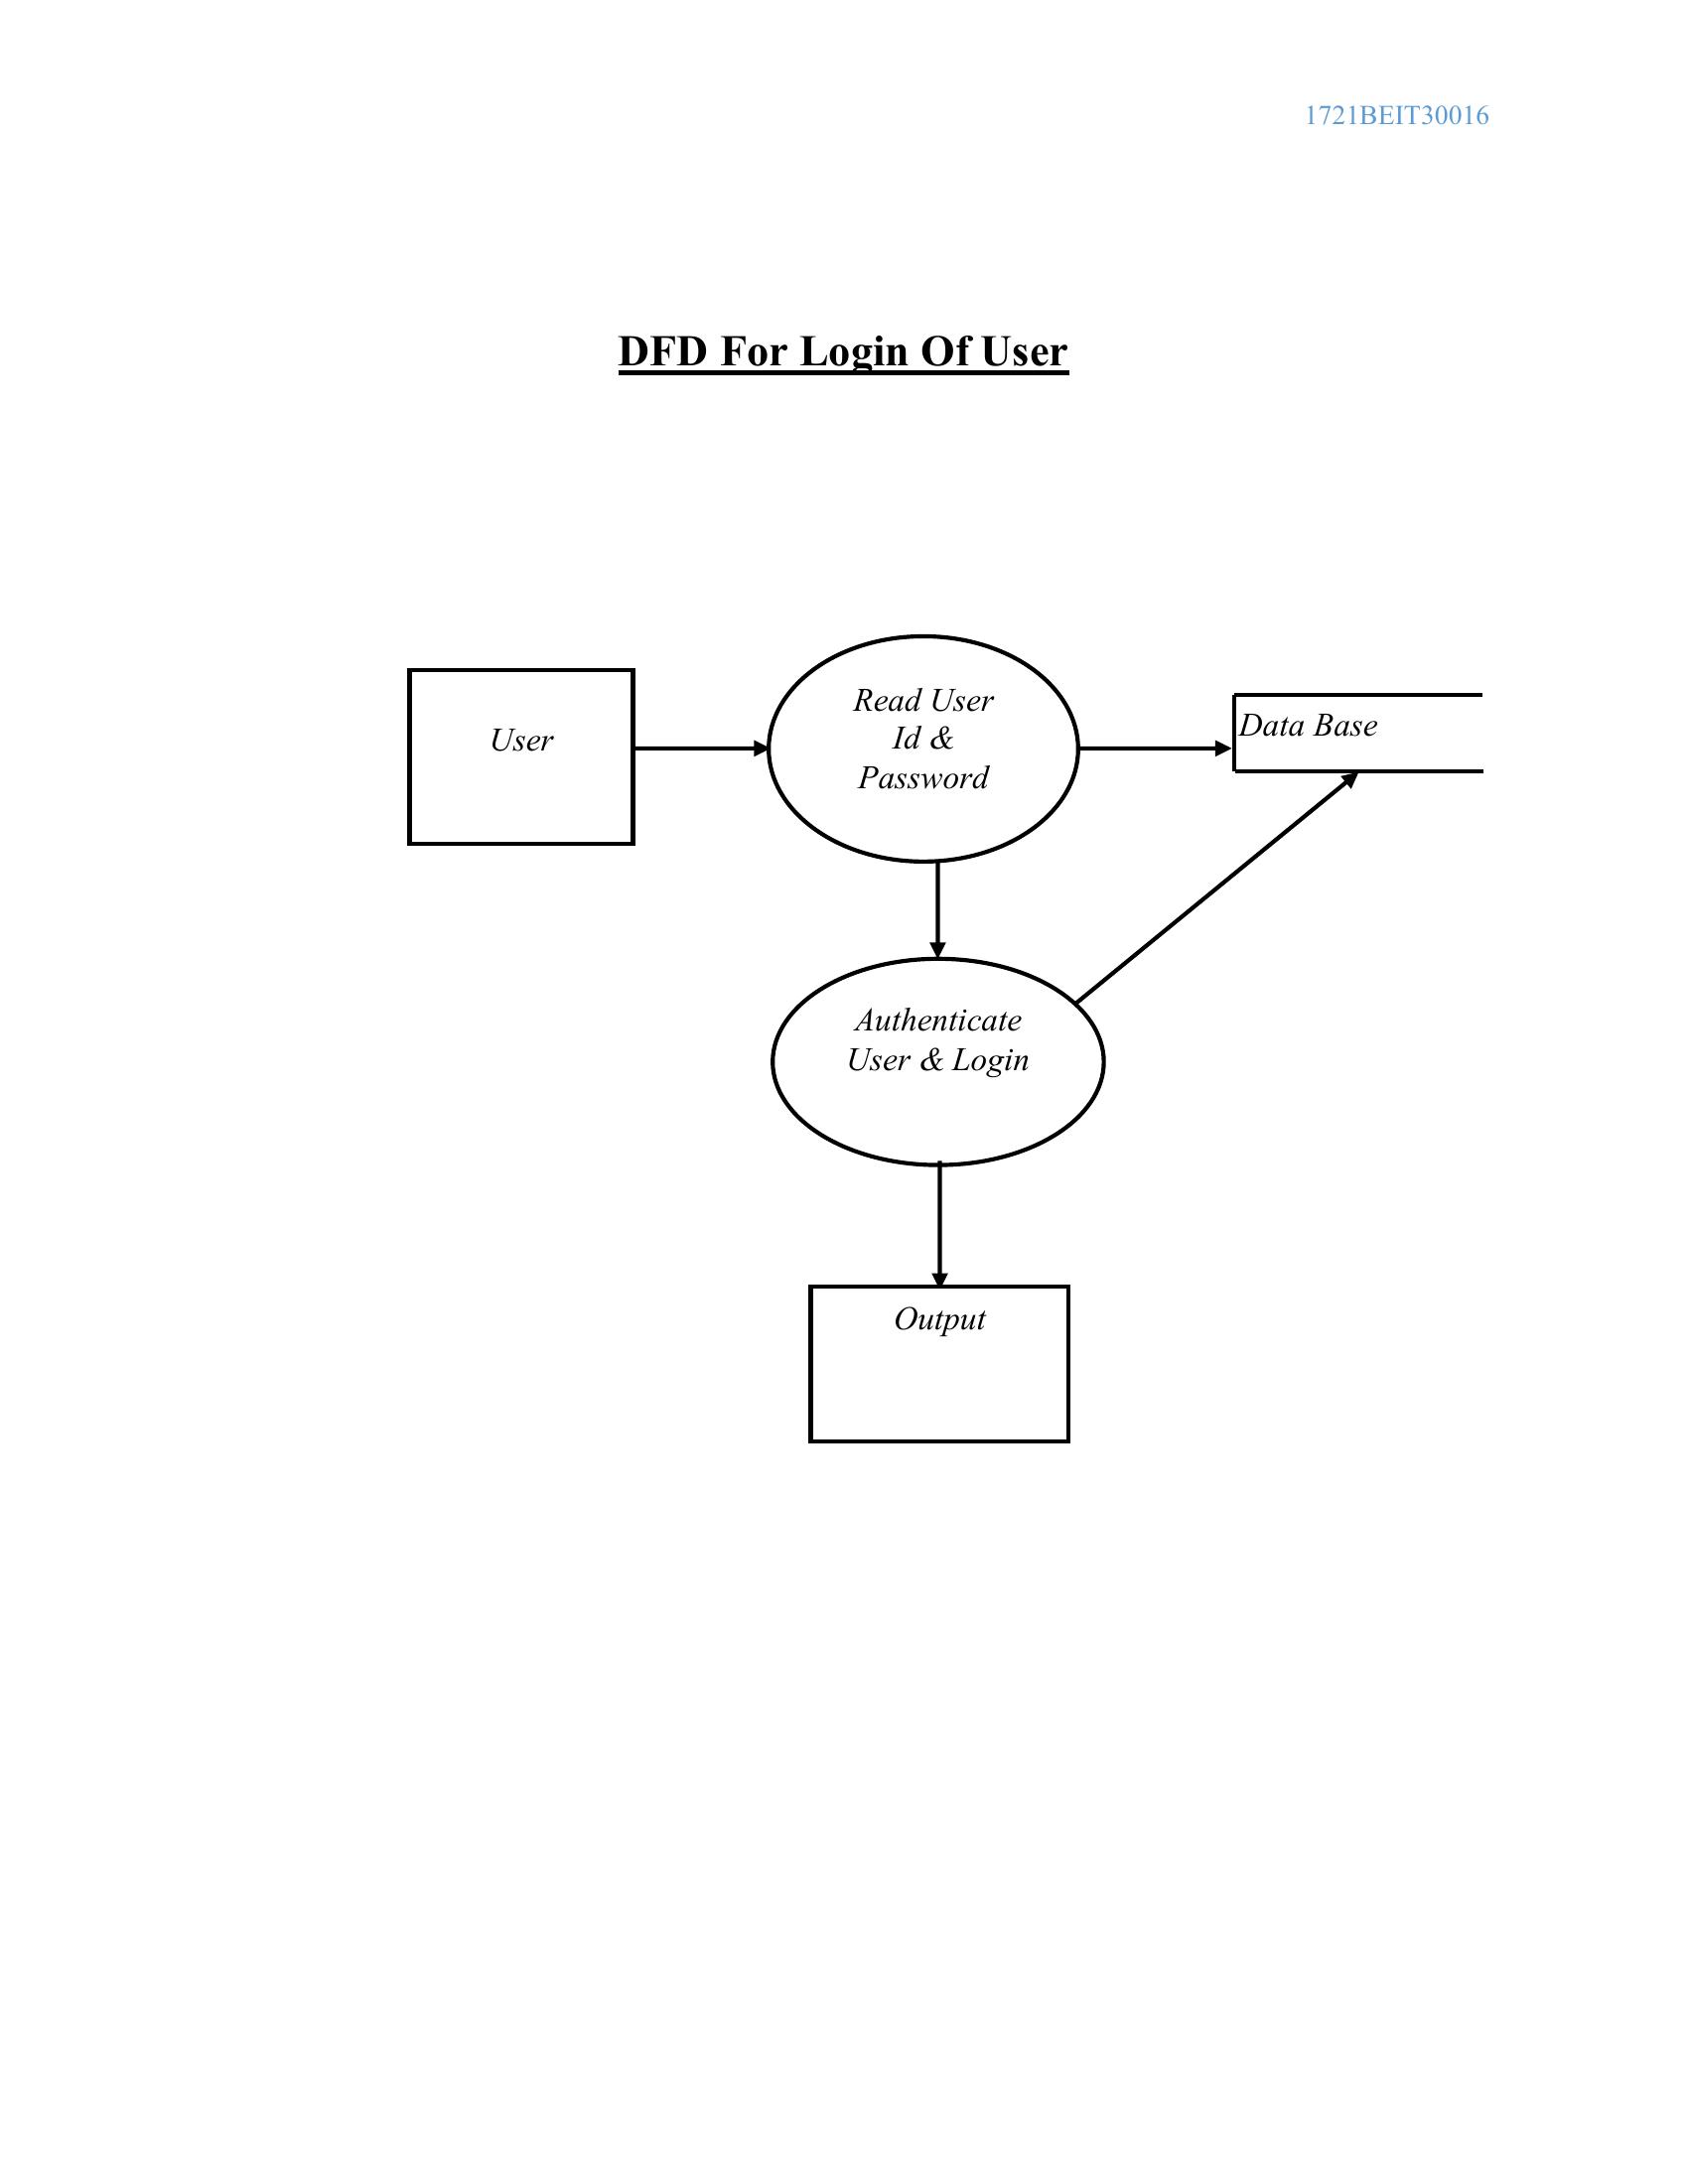 1721BEIT30016
DFD For Login Of User
User
Read User
Id &
Password
Data Base
Authenticate
User & Login
Output